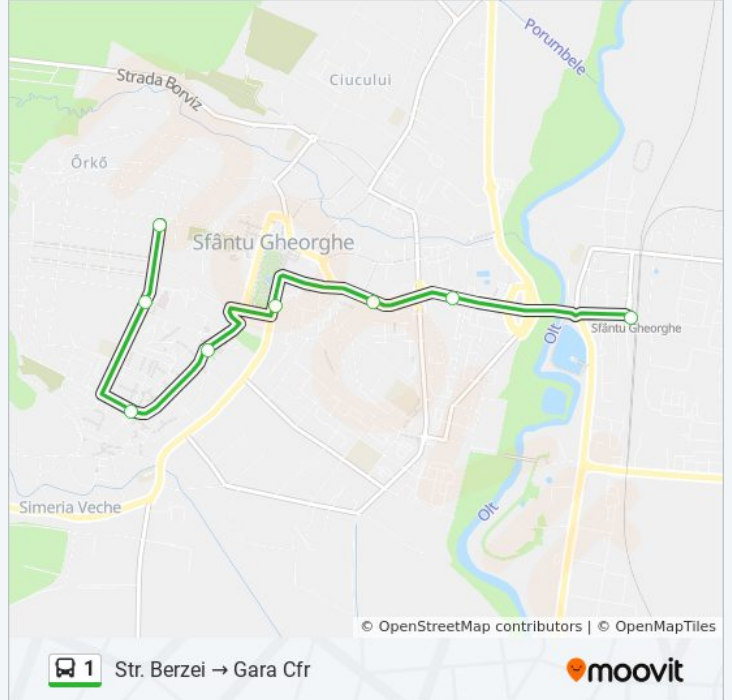 Porumbele
Strada Borviz
Ciucului
Őrkő
Sfântu Gheorghe
Sfântu Gheorghe
Olt
Simeria Veche
Olt
© OpenStreetMap contributors | © OpenMapTiles
1 Str. Berzei → Gara Cfr
moovit